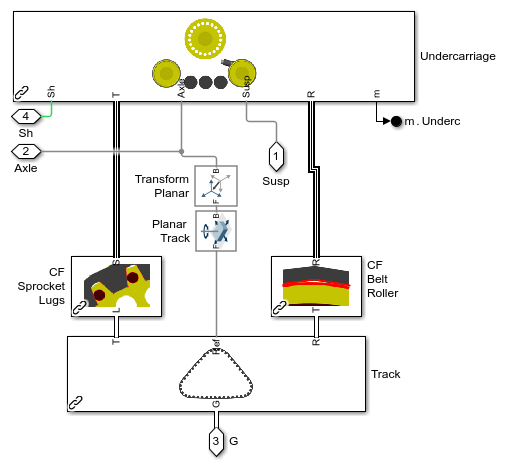 Undercarriage
Sh
T
Axle
Susp
R
m
4
Sh
m . Underc
2
Axle
1
Susp
Transform
Planar
B
F
Planar
Track
B
F
CF
Sprocket
Lugs
S
L
CF
Belt
Roller
R
T
T
Ref
R
Track
G
3
G